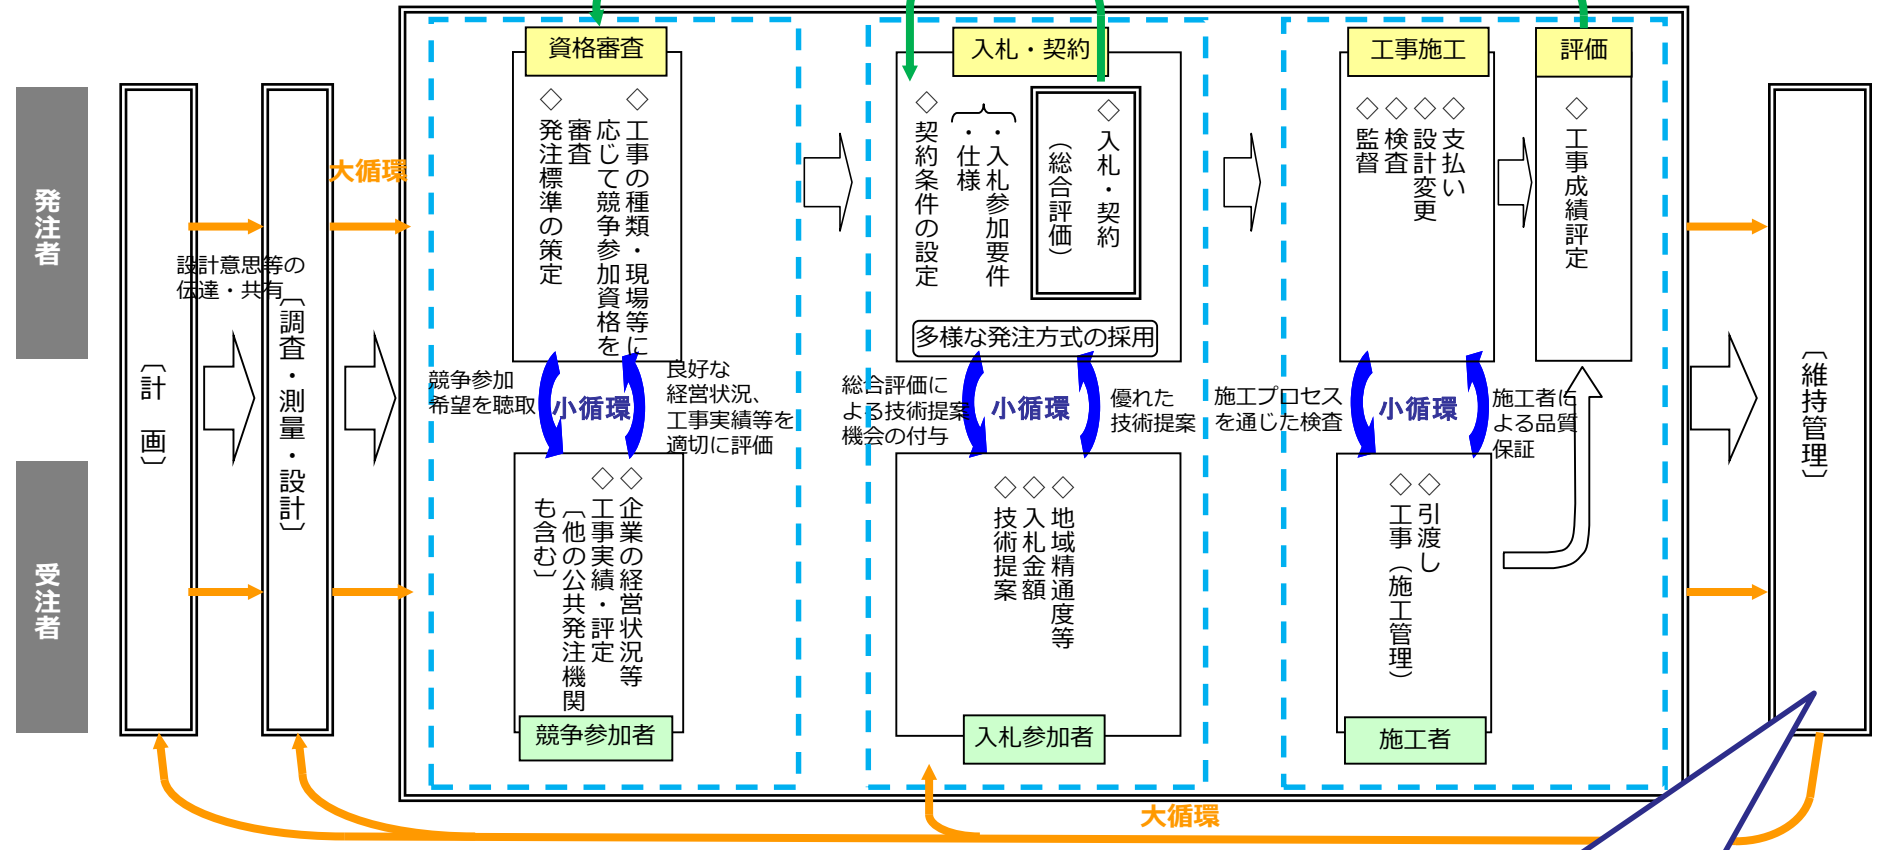 発注者
受注者
〔計　画〕
設計意思等の
伝達・共有
〔調査・測量・設計〕
大循環
資格審査
◇工事の種類・現場等に
応じて競争参加資格を
審査
◇発注標準の策定
競争参加
希望を聴取
小循環
良好な
経営状況、
工事実績等を
適切に評価
◇企業の経営状況等
◇工事実績・評定
〔他の公共発注機関
も含む〕
競争参加者
入札・契約
◇入札・契約
（総合評価）
・入札参加要件
・仕様
◇契約条件の設定
多様な発注方式の採用
総合評価に
よる技術提案
機会の付与
小循環
優れた
技術提案
◇地域精通度等
◇入札金額
◇技術提案
入札参加者
工事施工
◇支払い
◇設計変更
◇検査
◇監督
評価
◇工事成績評定
施工プロセス
を通じた検査
小循環
施工者に
よる品質
保証
◇引渡し
◇工事（施工管理）
施工者
〔維持管理〕
大循環